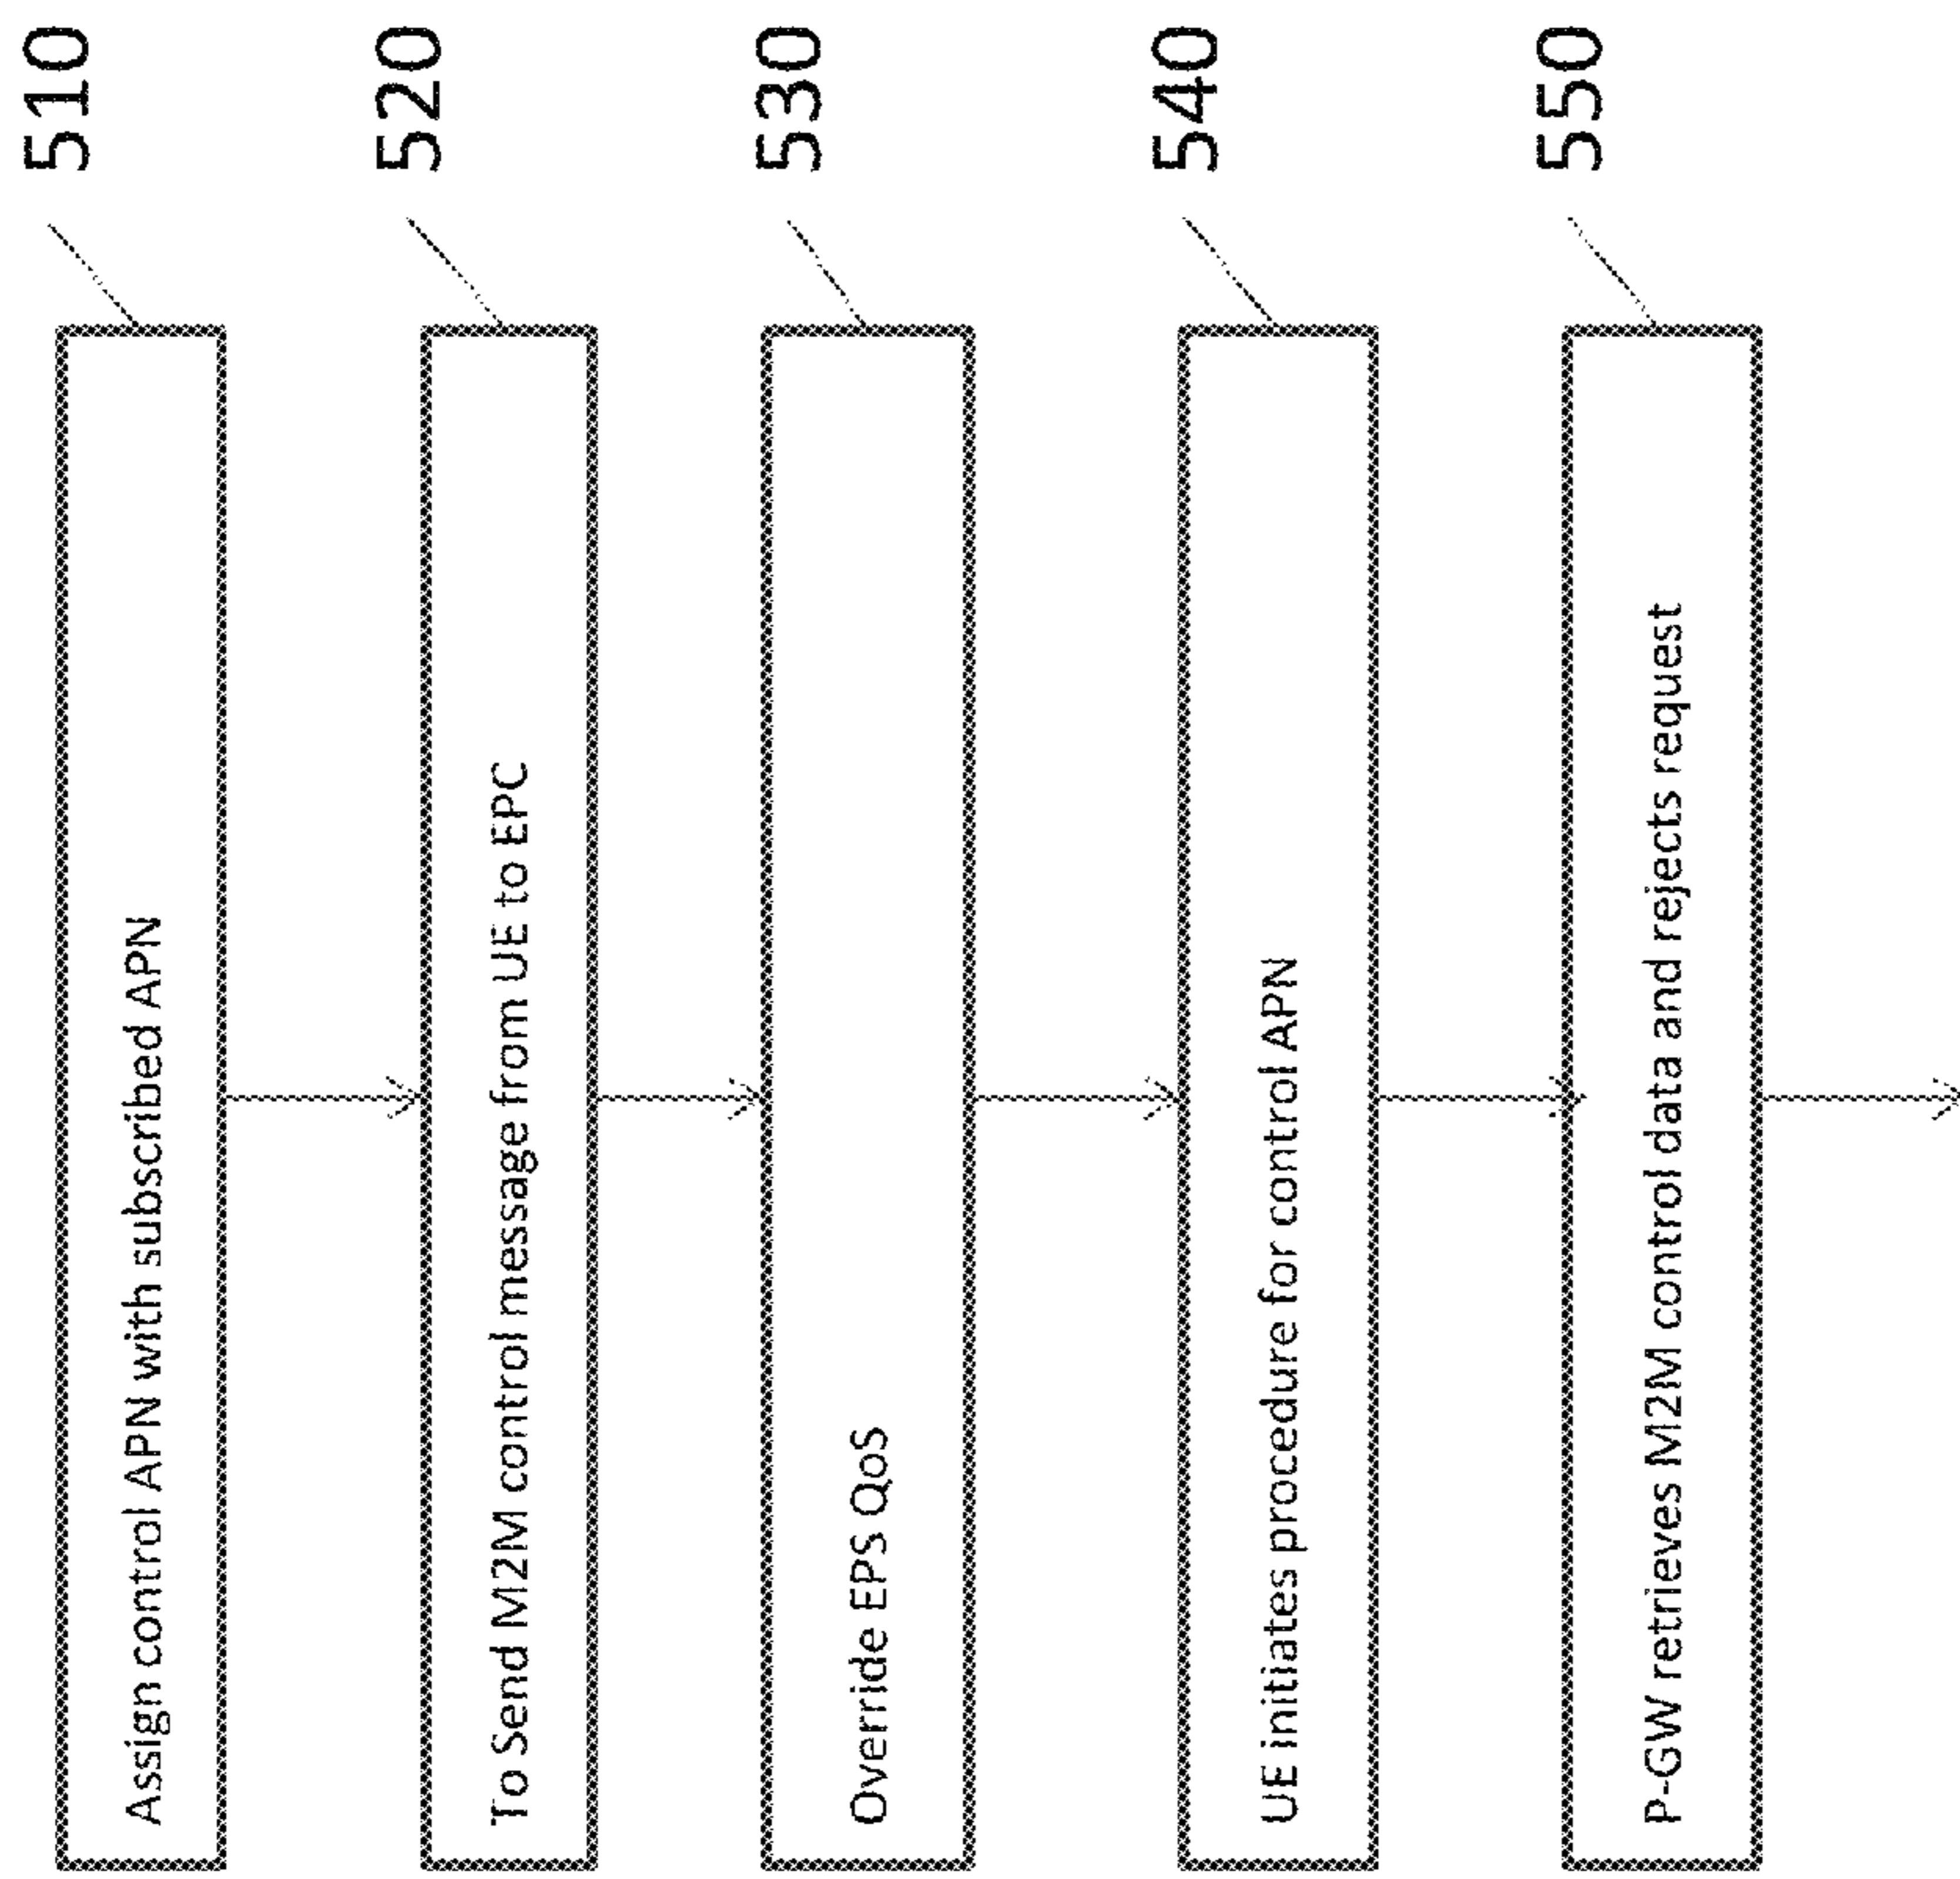 510
Assign control APN with subscribed APN
520
To Send M2M control message from UE to EPC
530
Override EPS QoS
540
UE initiates procedure for control APN
550
P-GW retrieves M2M control data and rejects request